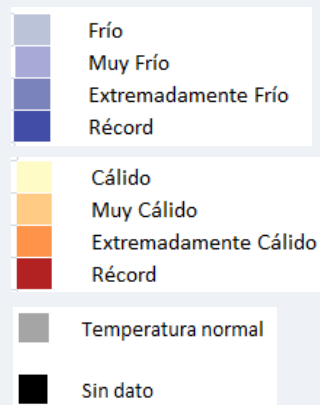 Frío
Muy Frío
Extremadamente Frío
Récord
Cálido
Muy Cálido
Extremadamente Cálido
Récord
Temperatura normal
Sin dato